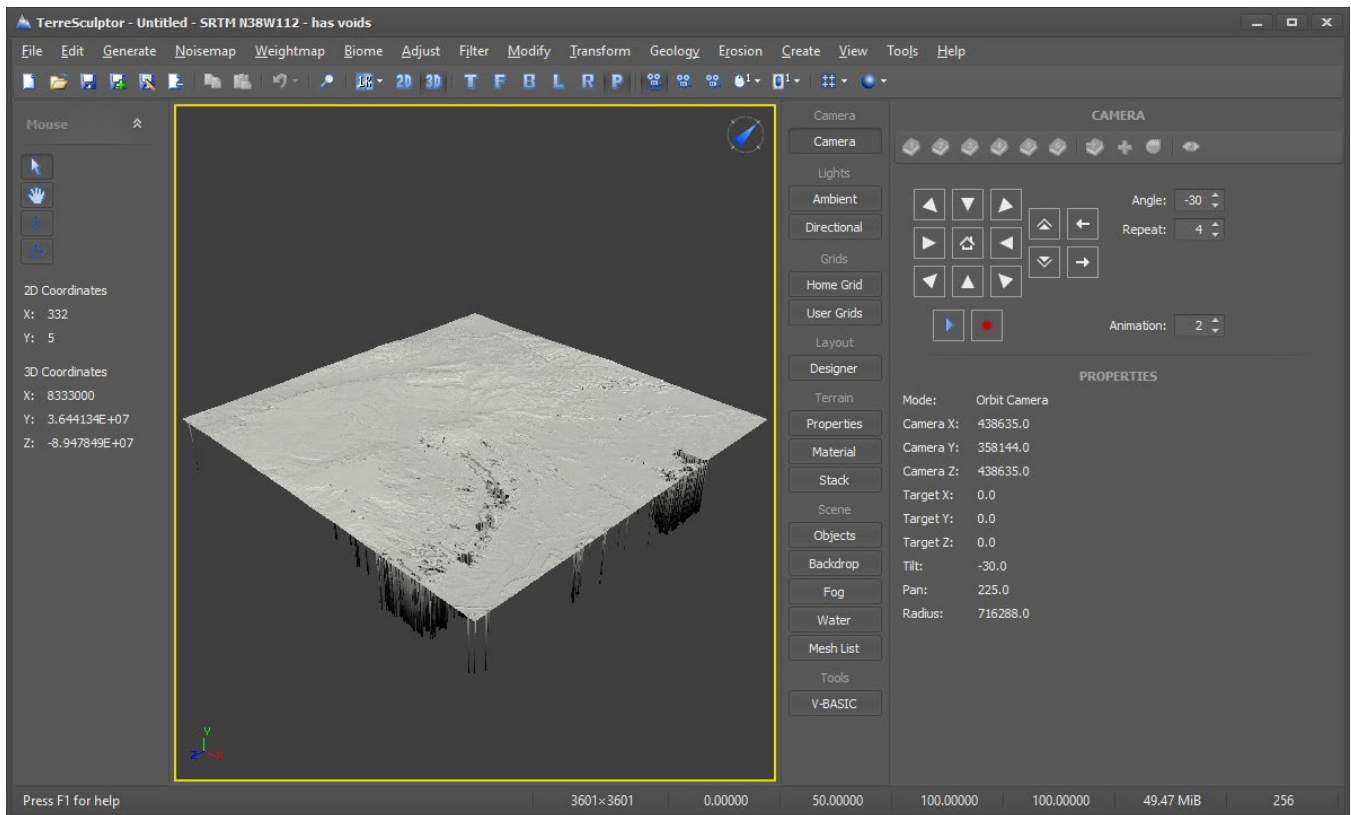 TerreSculptor - Untitled - SRTM N38W112 - has voids
File Edit Generate Noisemap Weightmap Biome Adjust Filter Modify Transform Geology Erosion Create View Tools Help
1:1 2D 3D T F B L R P 1 1
Mouse
2D Coordinates
X: 332
Y: 5
3D Coordinates
X: 8333000
Y: 3.644134E+07
Z: -8.947849E+07
Y
Z X
Camera
Camera
Lights
Ambient
Directional
Grids
Home Grid
User Grids
Layout
Designer
Terrain
Properties
Material
Stack
Scene
Objects
Backdrop
Fog
Water
Mesh List
Tools
V-BASIC
CAMERA
Angle: -30
Repeat: 4
Animation: 2
PROPERTIES
Mode: Orbit Camera
Camera X: 438635.0
Camera Y: 358144.0
Camera Z: 438635.0
Target X: 0.0
Target Y: 0.0
Target Z: 0.0
Tilt: -30.0
Pan: 225.0
Radius: 716288.0
Press F1 for help 3601×3601 0.00000 50.00000 100.00000 100.00000 49.47 MiB 256